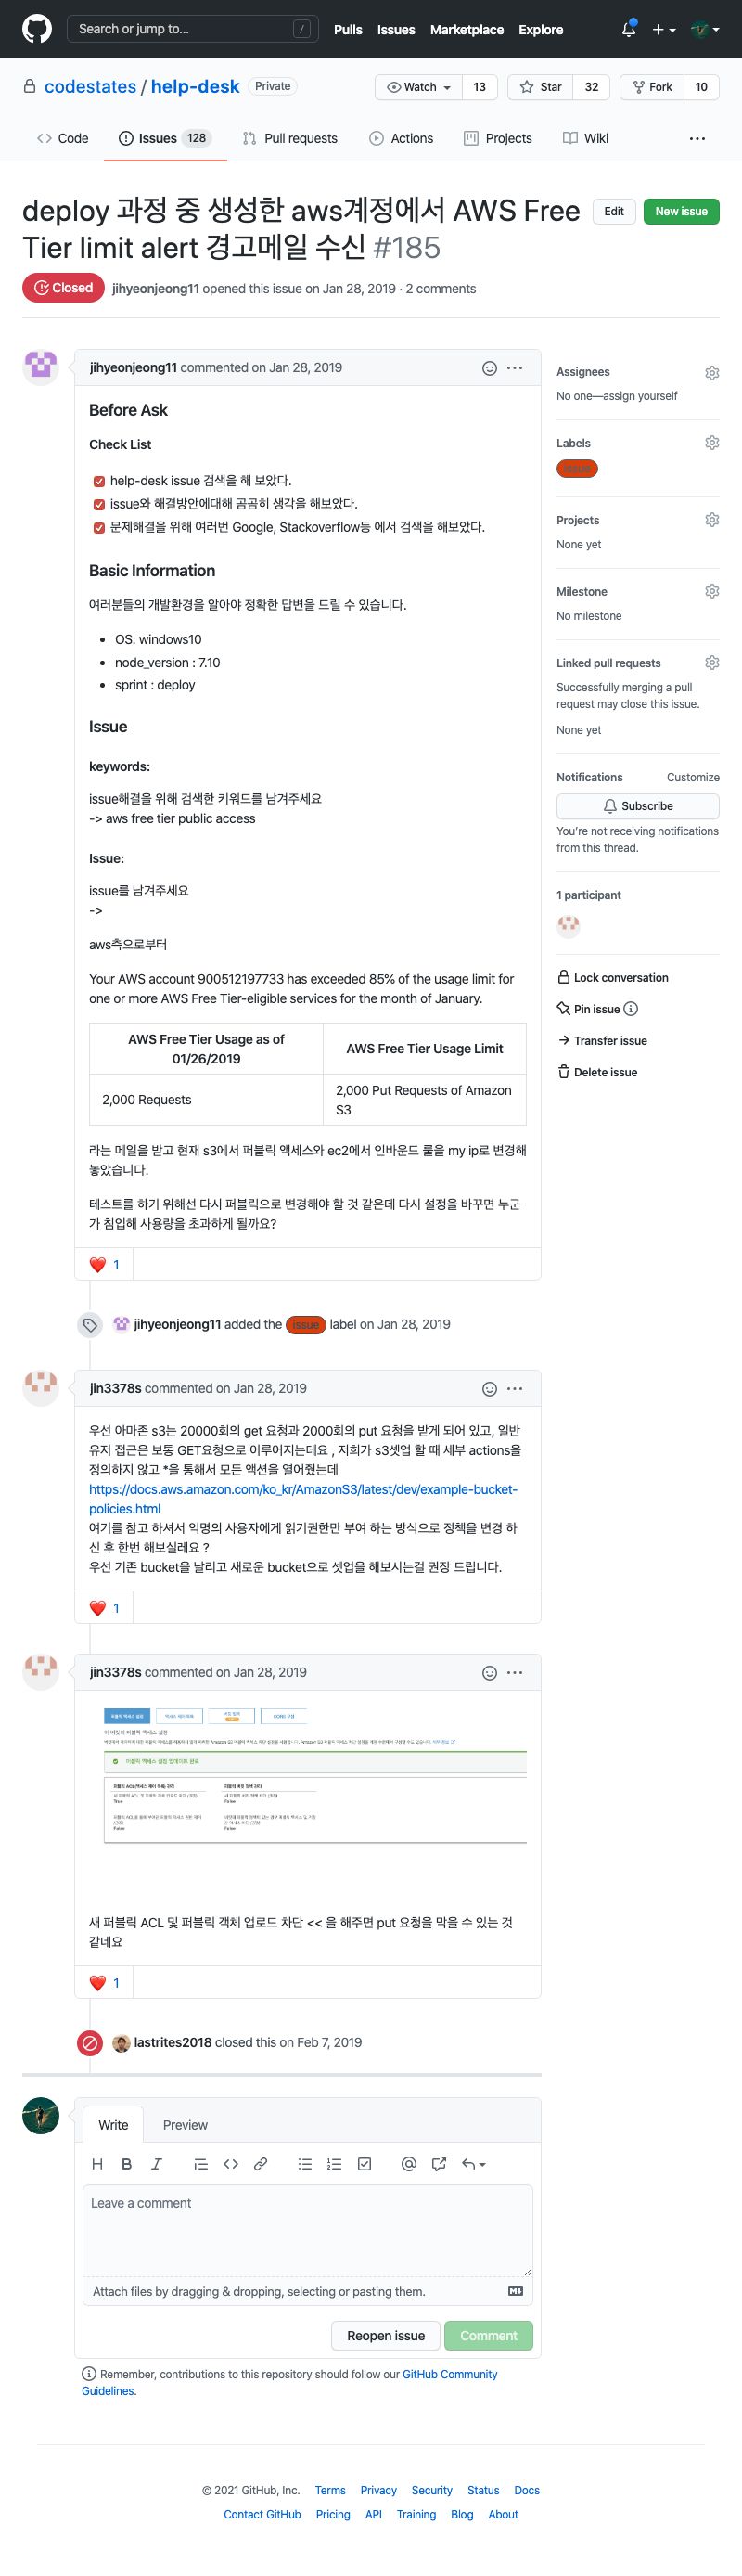 Search or jump to...
/
Pulls Issues Marketplace Explore
codestates / help-desk Private
Watch 13 Star 32 Fork 10
Code Issues 128 Pull requests Actions Projects Wiki
deploy 과정 중 생성한 aws계정에서 AWS Free
Tier limit alert 경고메일 수신 #185
Edit New issue
Closed jihyeonjeong11 opened this issue on Jan 28, 2019 · 2 comments
jihyeonjeong11 commented on Jan 28, 2019
Before Ask
Check List
help-desk issue 검색을 해 보았다.
issue와 해결방안에대해 곰곰히 생각을 해보았다.
문제해결을 위해 여러번 Google, Stackoverflow등 에서 검색을 해보았다.
Basic Information
여러분들의 개발환경을 알아야 정확한 답변을 드릴 수 있습니다.
• OS: windows10
• node_version : 7.10
• sprint : deploy
Issue
keywords:
issue해결을 위해 검색한 키워드를 남겨주세요
-> aws free tier public access
Issue:
issue를 남겨주세요
->
aws측으로부터
Your AWS account 900512197733 has exceeded 85% of the usage limit for
one or more AWS Free Tier-eligible services for the month of January.
AWS Free Tier Usage as of
01/26/2019
AWS Free Tier Usage Limit
2,000 Requests
2,000 Put Requests of Amazon
S3
라는 메일을 받고 현재 s3에서 퍼블릭 액세스와 ec2에서 인바운드 룰을 my ip로 변경해
놓았습니다.
테스트를 하기 위해선 다시 퍼블릭으로 변경해야 할 것 같은데 다시 설정을 바꾸면 누군
가 침입해 사용량을 초과하게 될까요?
1
Assignees
No one—assign yourself
Labels
issue
Projects
None yet
Milestone
No milestone
Linked pull requests
Successfully merging a pull
request may close this issue.
None yet
Notifications Customize
Subscribe
You're not receiving notifications
from this thread.
1 participant
Lock conversation
Pin issue
Transfer issue
Delete issue
jihyeonjeong11 added the issue label on Jan 28, 2019
jin3378s commented on Jan 28, 2019
우선 아마존 s3는 20000회의 get 요청과 2000회의 put 요청을 받게 되어 있고, 일반
유저 접근은 보통 GET요청으로 이루어지는데요 , 저희가 s3셋업 할 때 세부 actions을
정의하지 않고 *을 통해서 모든 액션을 열어줬는데
https://docs.aws.amazon.com/ko_kr/AmazonS3/latest/dev/example-bucket-
policies.html
여기를 참고 하셔서 익명의 사용자에게 읽기권한만 부여 하는 방식으로 정책을 변경 하
신 후 한번 해보실레요 ?
우선 기존 bucket을 날리고 새로운 bucket으로 셋업을 해보시는걸 권장 드립니다.
1
jin3378s commented on Jan 28, 2019
새 퍼블릭 ACL 및 퍼블릭 객체 업로드 차단 << 을 해주면 put 요청을 막을 수 있는 것
같네요
1
lastrites2018 closed this on Feb 7, 2019
Write Preview
Leave a comment
Attach files by dragging & dropping, selecting or pasting them.
Reopen issue Comment
Remember, contributions to this repository should follow our GitHub Community
Guidelines.
© 2021 GitHub, Inc. Terms Privacy Security Status Docs
Contact GitHub Pricing API Training Blog About